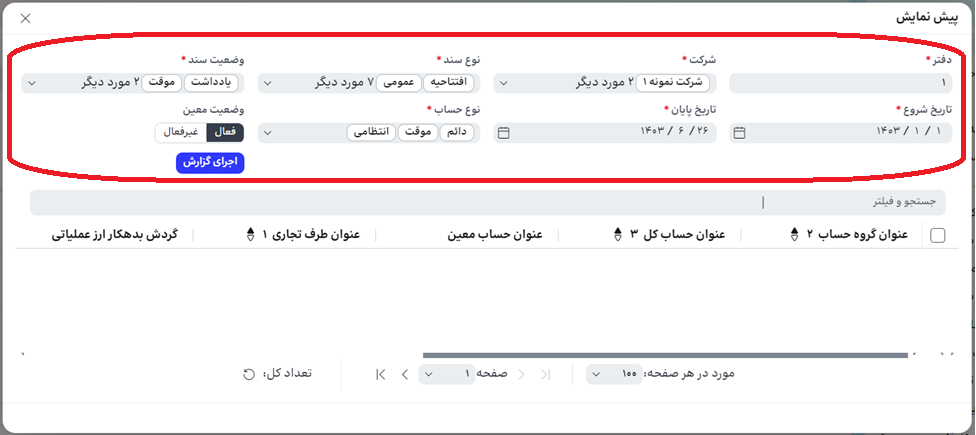 پیش نمایش
دفتر * شرکت * نوع سند * وضعیت سند *
۱ شرکت نمونه ۱ ۲ مورد دیگر افتتاحیه عمومی ۷ مورد دیگر یادداشت موقت ۲ مورد دیگر
تاریخ شروع * تاریخ پایان * نوع حساب * وضعیت معین
۱۴۰۳ / ۱ / ۱ ۱۴۰۳ / ۶ / ۲۶ دائم موقت انتظامی فعال غیرفعال
اجرای گزارش
جستجو و فیلتر
عنوان گروه حساب ۲ عنوان حساب کل ۳ عنوان حساب معین عنوان طرف تجاری ۱ گردش بدهکار ارز عملیاتی
مورد در هر صفحه: ۱۰۰ صفحه ۱ تعداد کل: